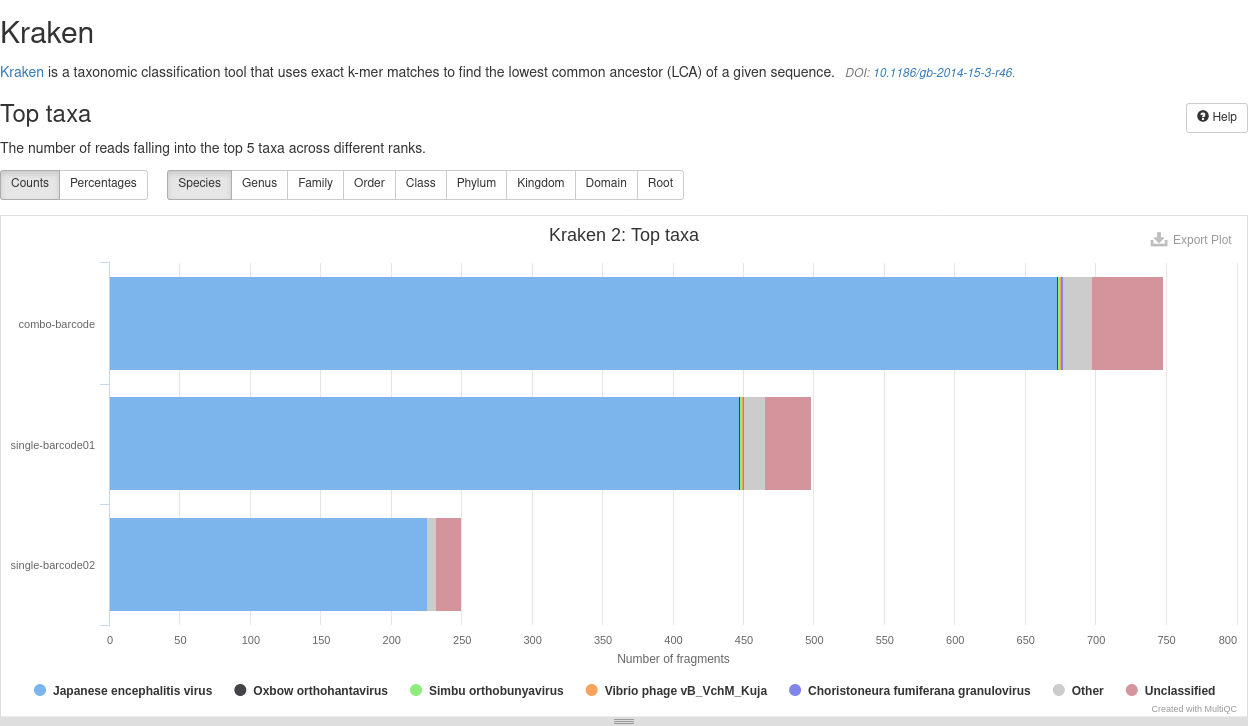 Kraken
Kraken is a taxonomic classification tool that uses exact k-mer matches to find the lowest common ancestor (LCA) of a given sequence. DOI: 10.1186/gb-2014-15-3-r46.
Top taxa
Help
The number of reads falling into the top 5 taxa across different ranks.
Counts Percentages Species Genus Family Order Class Phylum Kingdom Domain Root
Kraken 2: Top taxa
Export Plot
combo-barcode
single-barcode01
single-barcode02
0 50 100 150 200 250 300 350 400 450 500 550 600 650 700 750 800
Number of fragments
Japanese encephalitis virus Oxbow orthohantavirus Simbu orthobunyavirus Vibrio phage vB_VchM_Kuja Choristoneura fumiferana granulovirus Other Unclassified
Created with MultiQC